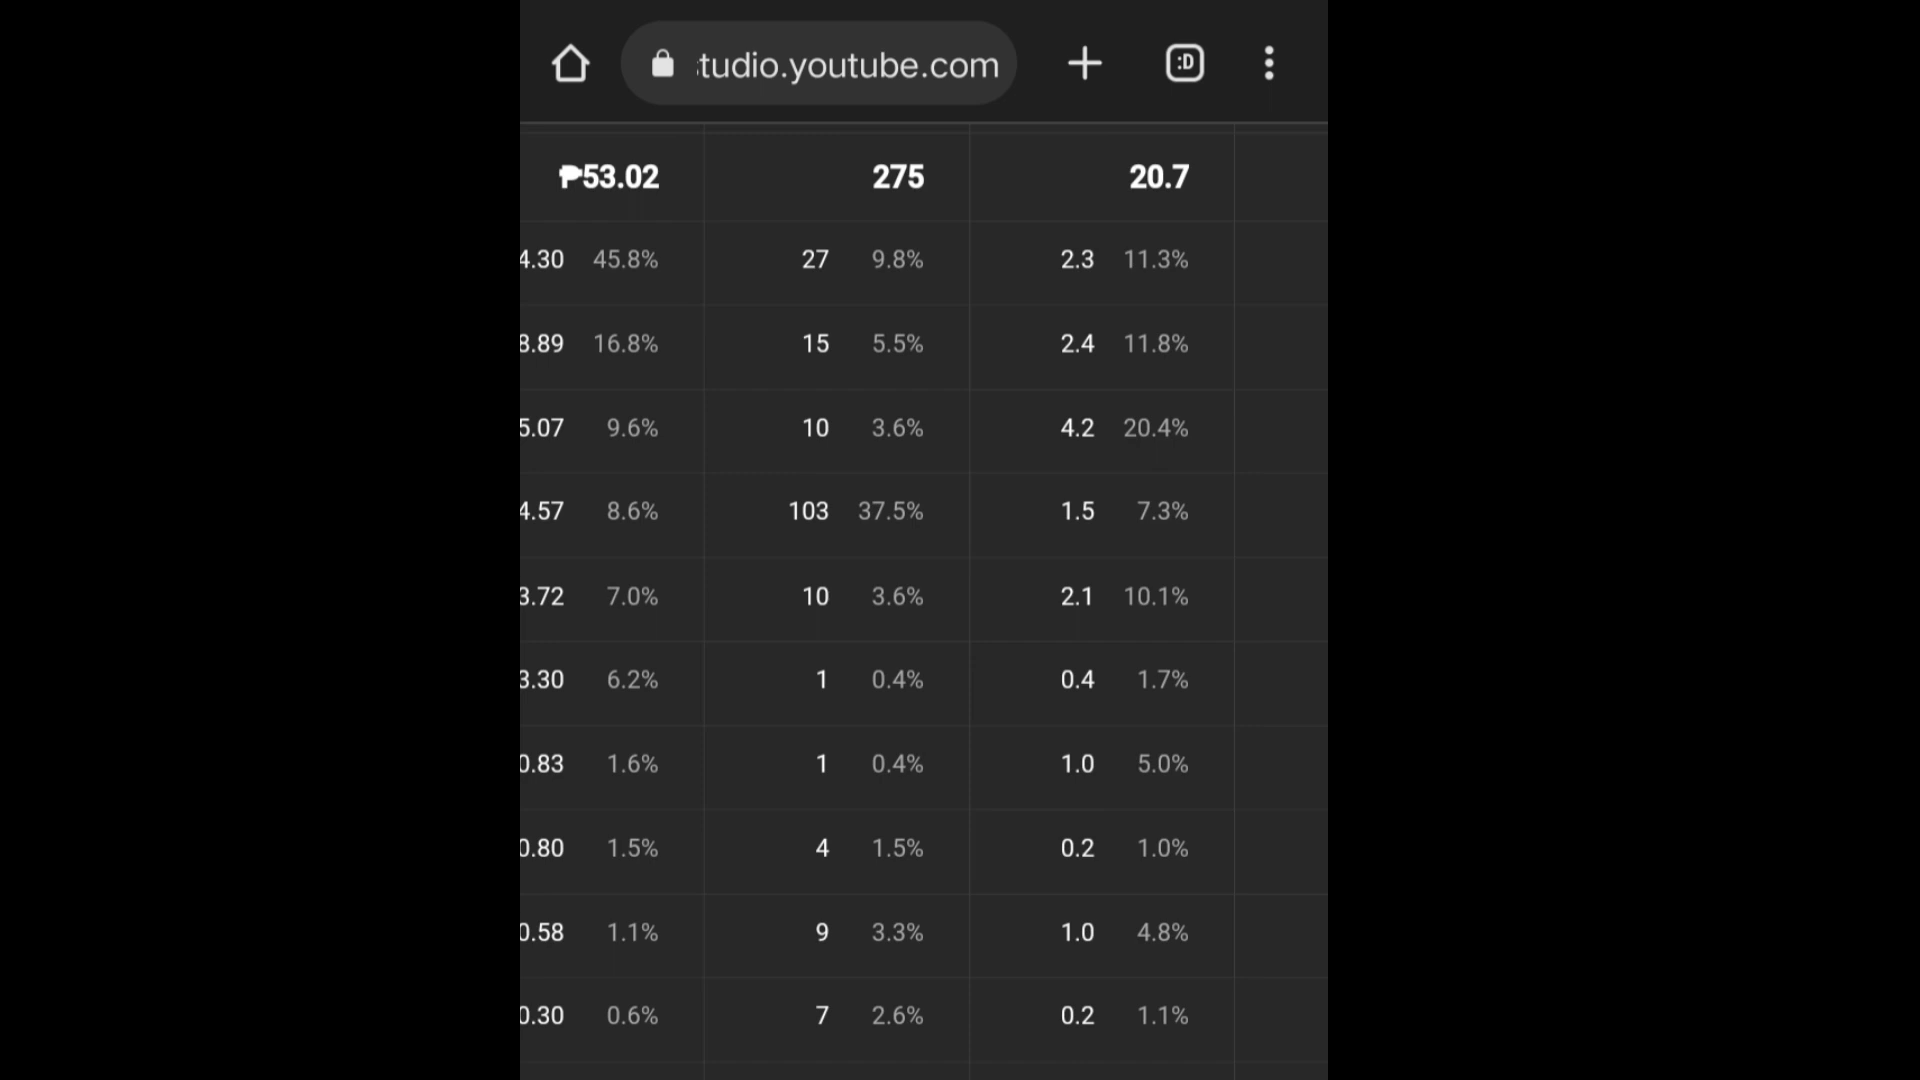 :tudio.youtube.com :D
₱53.02 275 20.7
4.30 45.8% 27 9.8% 2.3 11.3%
8.89 16.8% 15 5.5% 2.4 11.8%
5.07 9.6% 10 3.6% 4.2 20.4%
4.57 8.6% 103 37.5% 1.5 7.3%
3.72 7.0% 10 3.6% 2.1 10.1%
3.30 6.2% 1 0.4% 0.4 1.7%
0.83 1.6% 1 0.4% 1.0 5.0%
0.80 1.5% 4 1.5% 0.2 1.0%
0.58 1.1% 9 3.3% 1.0 4.8%
0.30 0.6% 7 2.6% 0.2 1.1%